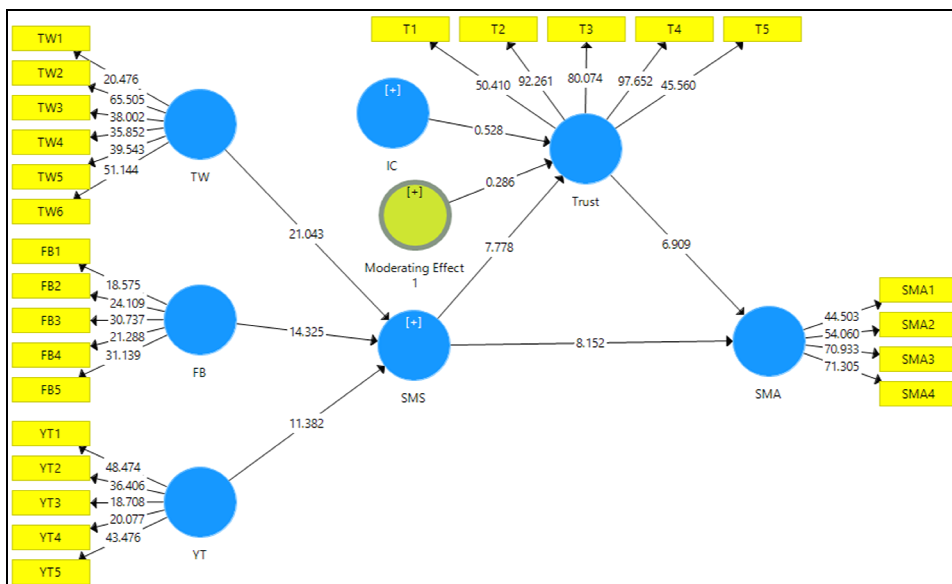 T1
T2
T3
T4
T5
50.410
92.261
80.074
97.652
45.560
TW1
TW2
TW3
TW4
TW5
TW6
20.476
65.505
38.002
35.852
39.543
51.144
TW
[+]
IC
0.528
[+]
Moderating Effect
1
0.286
Trust
21.043
7.778
6.909
FB1
FB2
FB3
FB4
FB5
18.575
24.109
30.737
21.288
31.139
FB
14.325
[+]
SMS
8.152
SMA
SMA1
SMA2
SMA3
SMA4
44.503
54.060
70.933
71.305
11.382
YT1
YT2
YT3
YT4
YT5
48.474
36.406
18.708
20.077
43.476
YT